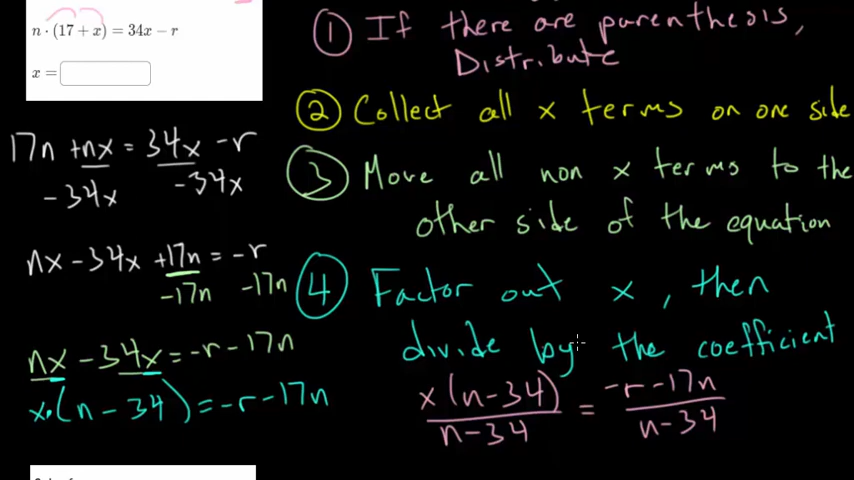 n · (17 + x) = 34x − r
x =
17n + nx = 34x - r
-34x -34x
nx - 34x + 17n = -r
-17n -17n
nx - 34x = -r - 17n
x·(n - 34) = -r - 17n
① If there are parenthesis,
Distribute
② Collect all x terms on one side
③ Move all non x terms to the
other side of the equation
④ Factor out x, then
divide by the coefficient
x(n-34) = -r-17n
n-34 n-34